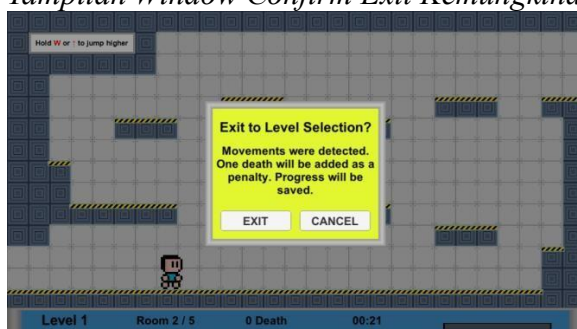 Tampilan Window Confirm Exit Kemungkinan
Hold W or ↑ to jump higher
Exit to Level Selection?
Movements were detected.
One death will be added as a
penalty. Progress will be
saved.
EXIT CANCEL
Level 1 Room 2 / 5 0 Death 00:21